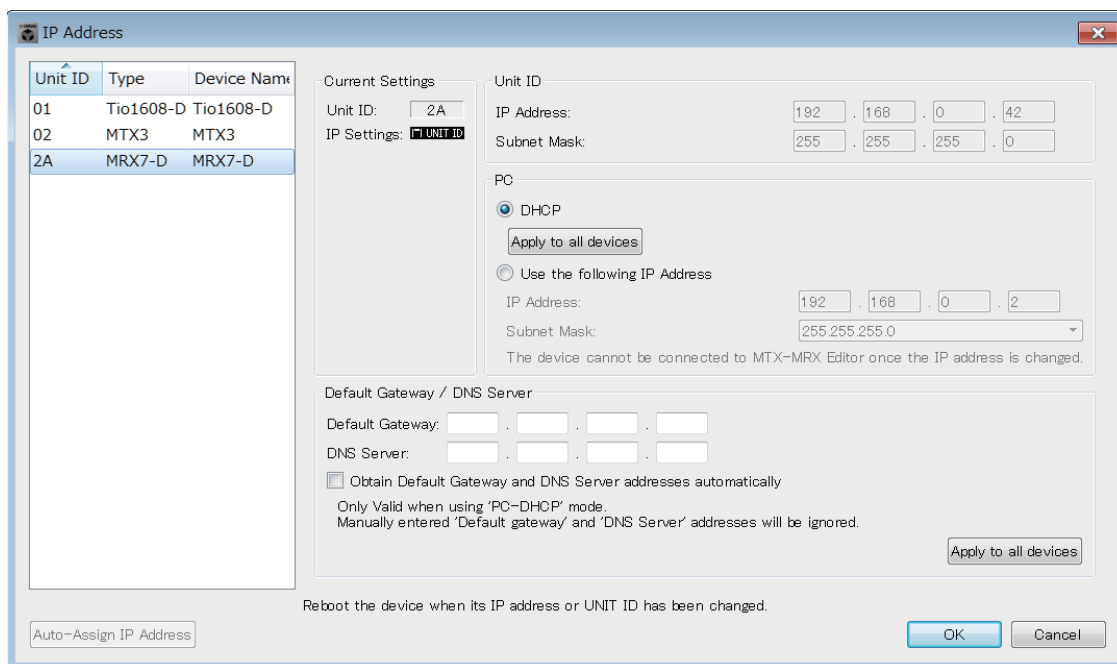 IP Address
Unit ID Type Device Name
01 Tio1608-D Tio1608-D
02 MTX3 MTX3
2A MRX7-D MRX7-D
Current Settings
Unit ID: 2A
IP Settings: UNIT ID
Unit ID
IP Address: 192 . 168 . 0 . 42
Subnet Mask: 255 . 255 . 255 . 0
PC
DHCP
Apply to all devices
Use the following IP Address
IP Address: 192 . 168 . 0 . 2
Subnet Mask: 255.255.255.0
The device cannot be connected to MTX-MRX Editor once the IP address is changed.
Default Gateway / DNS Server
Default Gateway: . . .
DNS Server: . . .
Obtain Default Gateway and DNS Server addresses automatically
Only Valid when using 'PC-DHCP' mode.
Manually entered 'Default gateway' and 'DNS Server' addresses will be ignored.
Apply to all devices
Reboot the device when its IP address or UNIT ID has been changed.
Auto-Assign IP Address
OK
Cancel